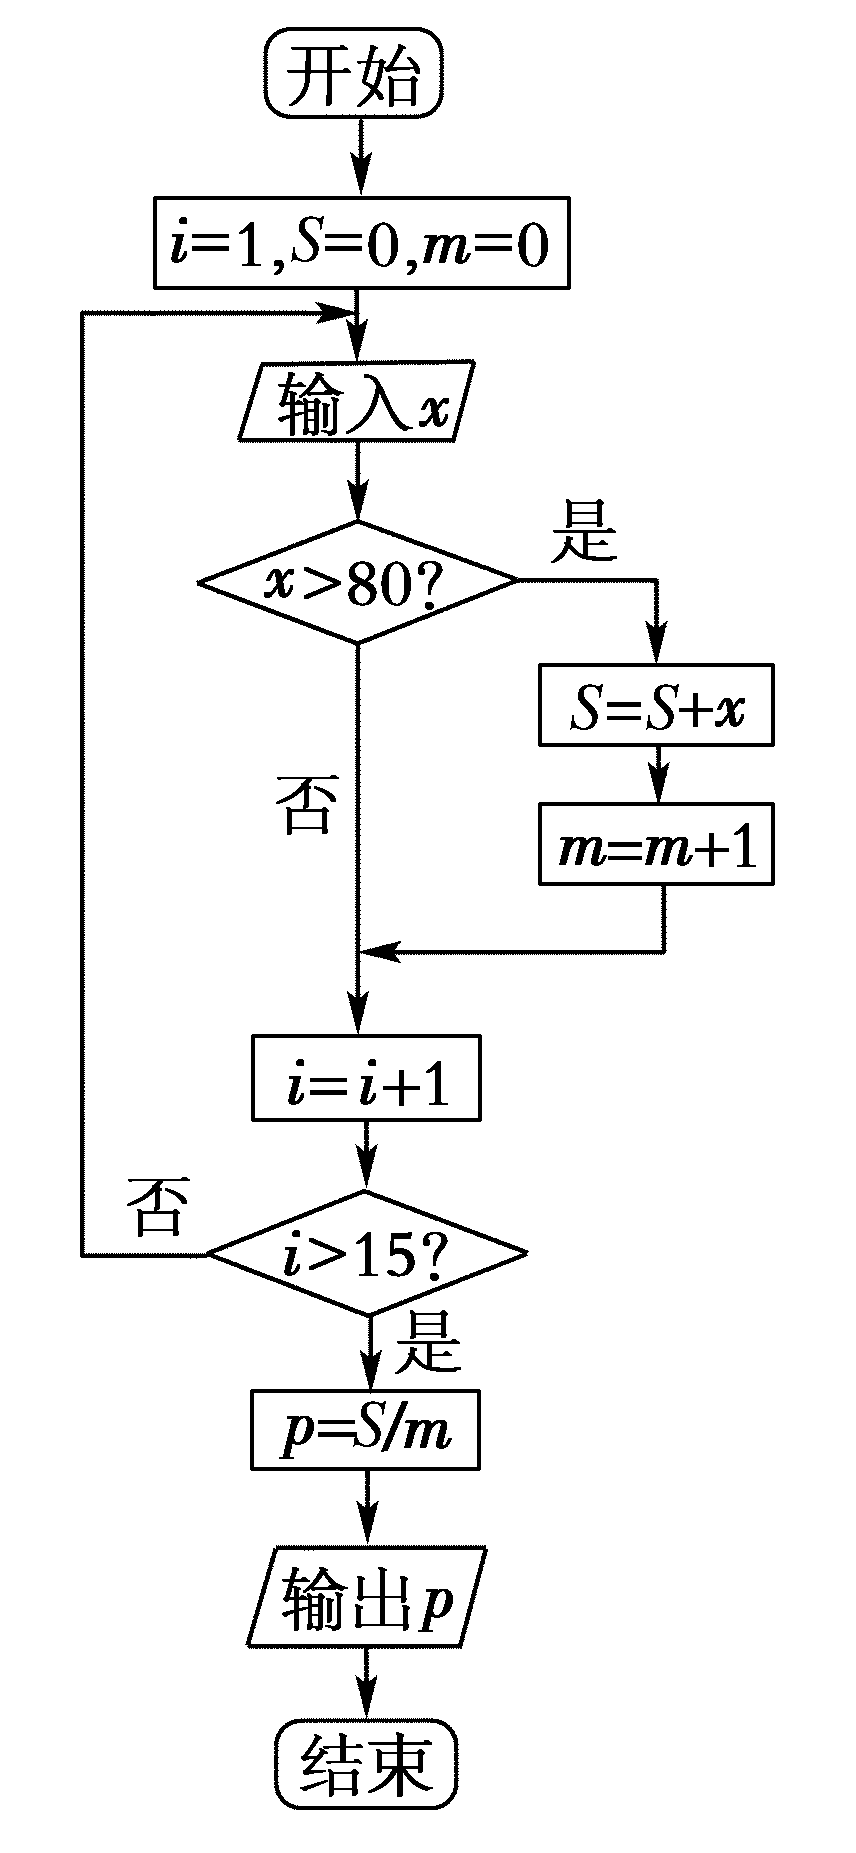 开始
i=1,S=0,m=0
输入x
x>80?
是
S=S+x
否
m=m+1
i=i+1
否
i>15?
是
p=S/m
输出p
结束